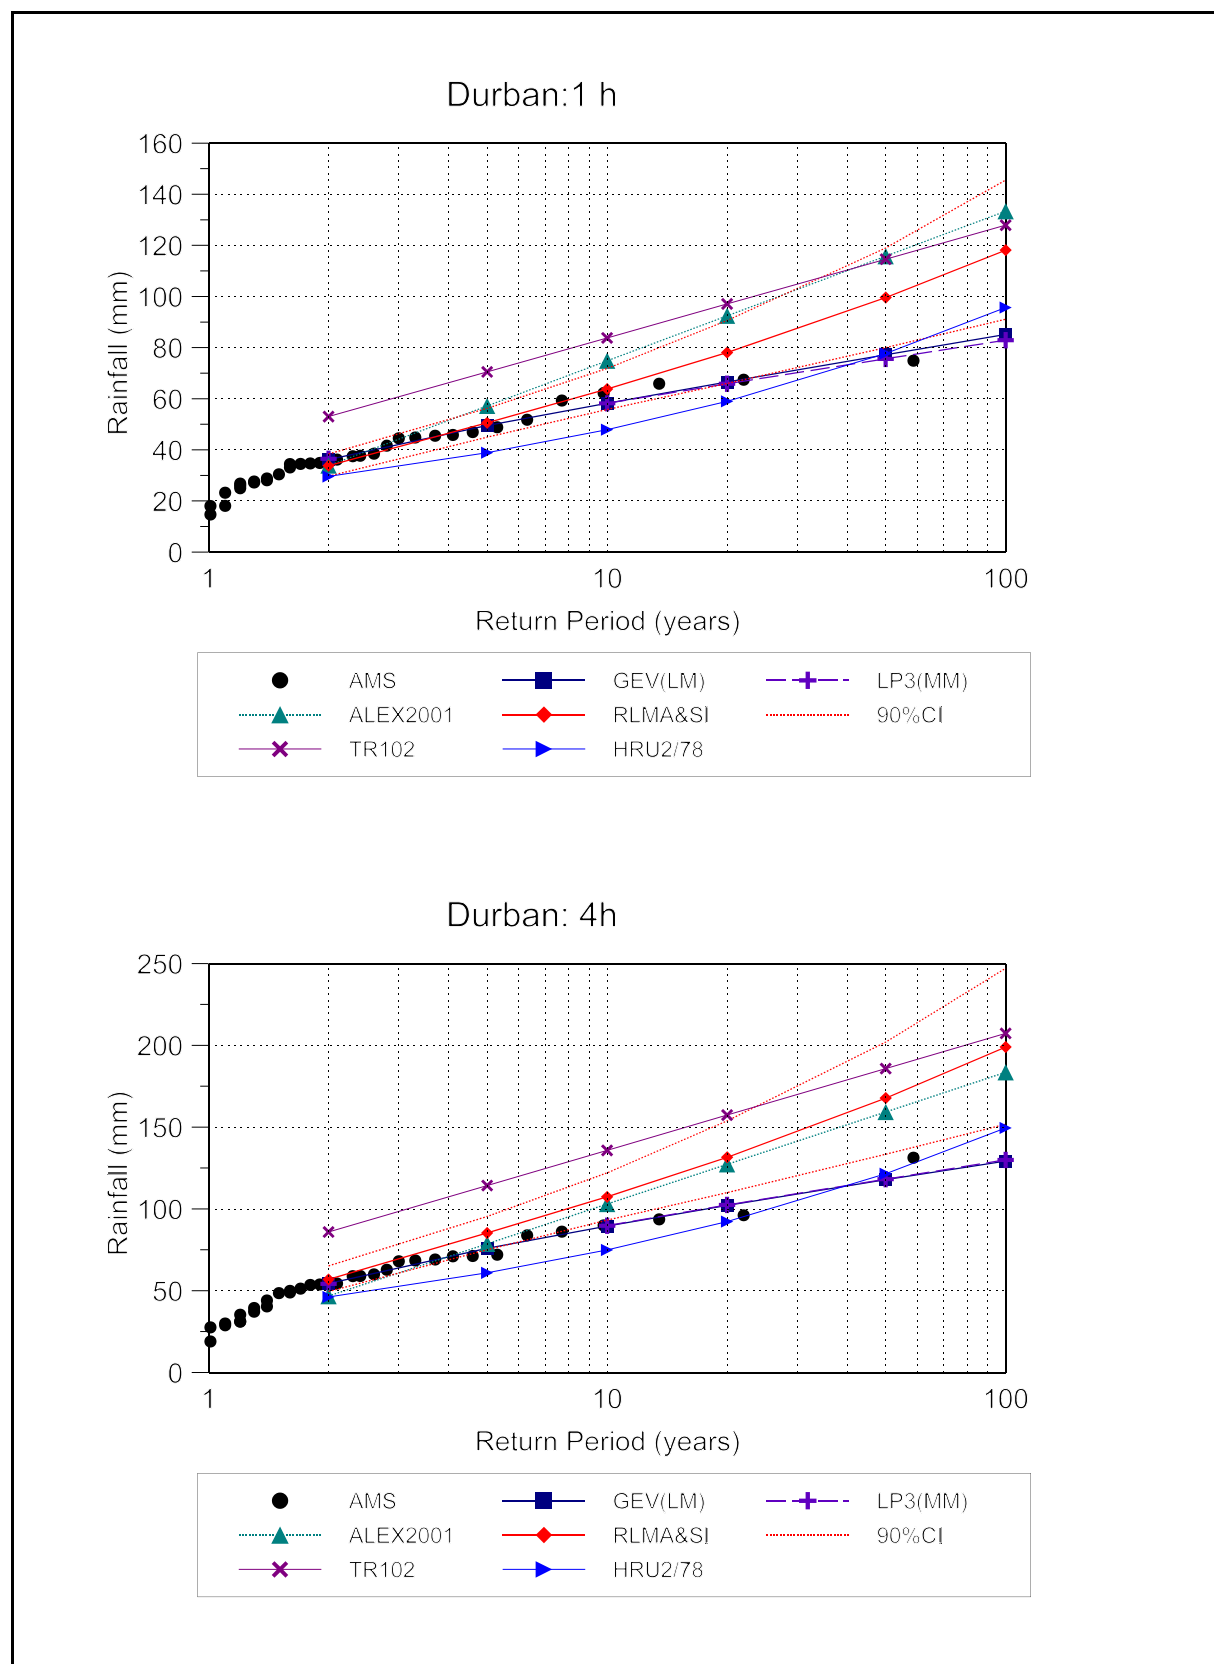 Durban:1 h
160
140
120
100
80
60
40
20
0
Rainfall (mm)
1 10 100
Return Period (years)
AMS GEV(LM) LP3(MM)
ALEX2001 RLMA&SI 90%CI
TR102 HRU2/78
Durban: 4h
250
200
150
100
50
0
Rainfall (mm)
1 10 100
Return Period (years)
AMS GEV(LM) LP3(MM)
ALEX2001 RLMA&SI 90%CI
TR102 HRU2/78